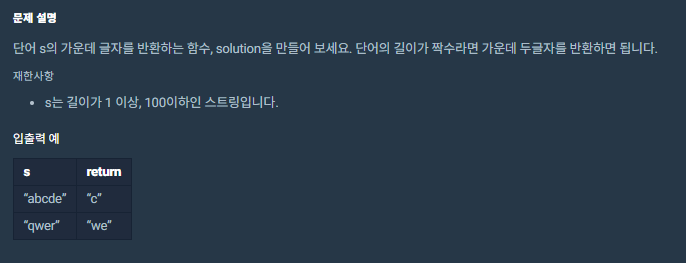 문제 설명
단어 s의 가운데 글자를 반환하는 함수, solution을 만들어 보세요. 단어의 길이가 짝수라면 가운데 두글자를 반환하면 됩니다.
재한사항
• s는 길이가 1 이상, 100이하인 스트링입니다.
입출력 예
s return
“abcde” “c”
“qwer” “we”